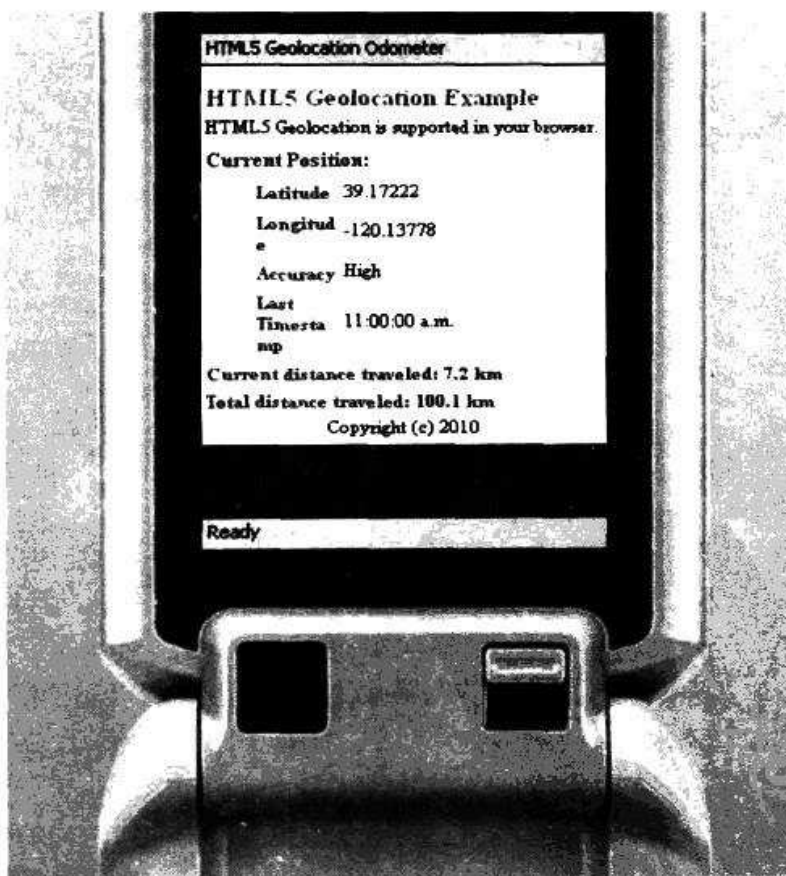 HTML5 Geolocation Odometer
HTML5 Geolocation Example
HTML5 Geolocation is supported in your browser.
Current Position:
Latitude 39.17222
Longitud
e -120.13778
Accuracy High
Last
Timesta 11:00:00 a.m.
mp
Current distance traveled: 7.2 km
Total distance traveled: 100.1 km
Copyright (c) 2010
Ready